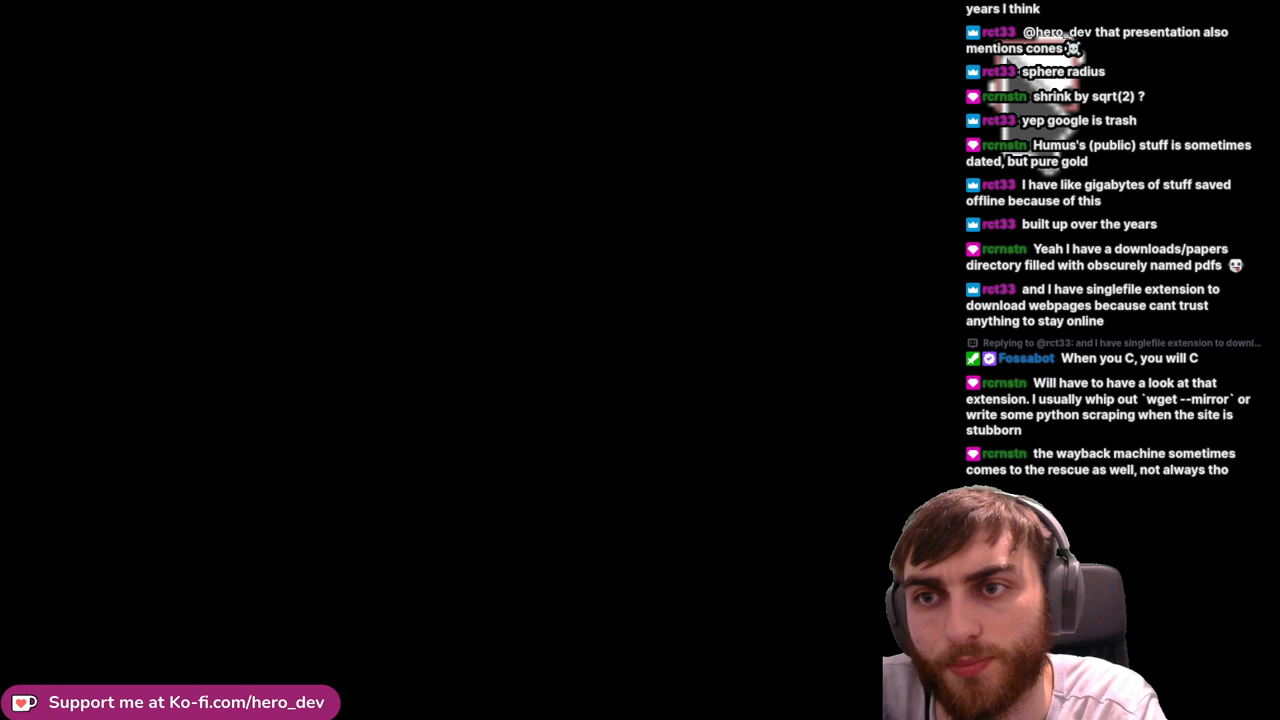 years I think
rct33 @hero_dev that presentation also
mentions cones
rct33 sphere radius
rcrnstn shrink by sqrt(2) ?
rct33 yep google is trash
rcrnstn Humus's (public) stuff is sometimes
dated, but pure gold
rct33 I have like gigabytes of stuff saved
offline because of this
rct33 built up over the years
rcrnstn Yeah I have a downloads/papers
directory filled with obscurely named pdfs
rct33 and I have singlefile extension to
download webpages because cant trust
anything to stay online
Replying to @rct33: and I have singlefile extension to downl...
Fossabot When you C, you will C
rcrnstn Will have to have a look at that
extension. I usually whip out `wget --mirror` or
write some python scraping when the site is
stubborn
rcrnstn the wayback machine sometimes
comes to the rescue as well, not always tho
Support me at Ko-fi.com/hero_dev